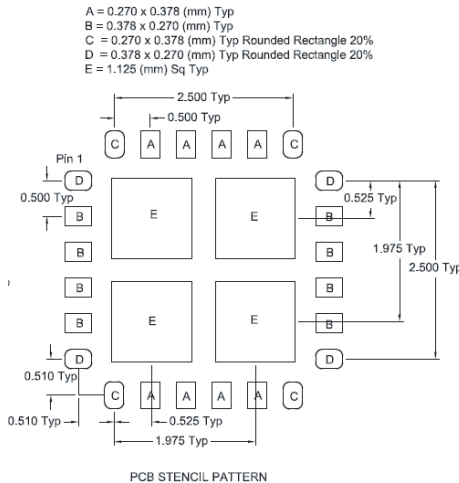 A = 0.270 x 0.378 (mm) Typ
B = 0.378 x 0.270 (mm) Typ
C = 0.270 x 0.378 (mm) Typ Rounded Rectangle 20%
D = 0.378 x 0.270 (mm) Typ Rounded Rectangle 20%
E = 1.125 (mm) Sq Typ
2.500 Typ
0.500 Typ
C A A A A C
Pin 1
D D
0.500 Typ 0.525 Typ
B E E B
B B 1.975 Typ
2.500 Typ
B B
B E E B
D D
0.510 Typ
C A A A A C
0.510 Typ 0.525 Typ
1.975 Typ
PCB STENCIL PATTERN